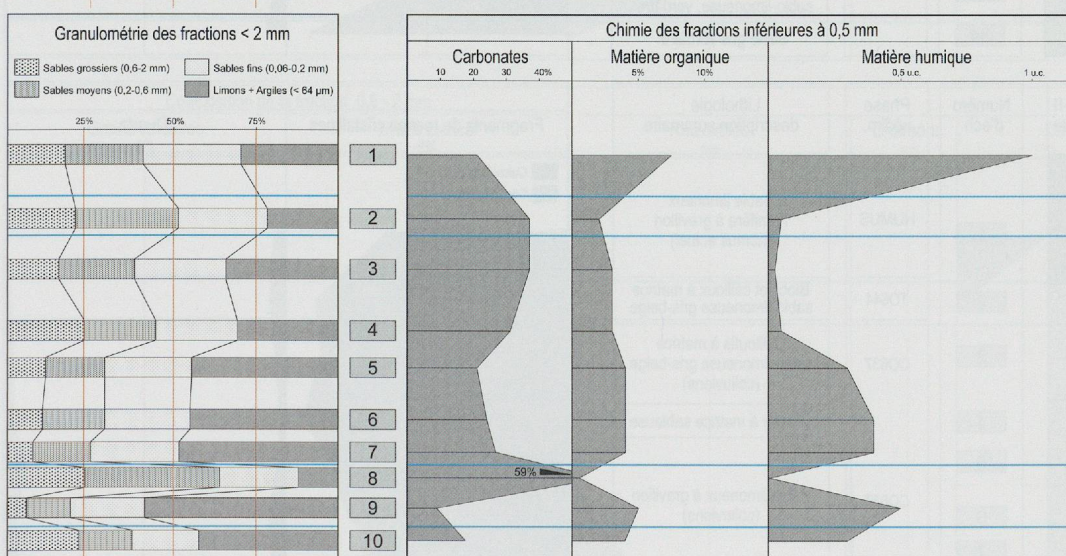 Granulométrie des fractions < 2 mm
Sables grossiers (0,6-2 mm)
Sables fins (0,06-0,2 mm)
Sables moyens (0,2-0,6 mm)
Limons + Argiles (< 64 µm)
25%
50%
75%
1
2
3
4
5
6
7
8
9
10
Chimie des fractions inférieures à 0,5 mm
Carbonates
Matière organique
Matière humique
10
20
30
40%
5%
10%
0,5 u.c.
1 u.c.
59%